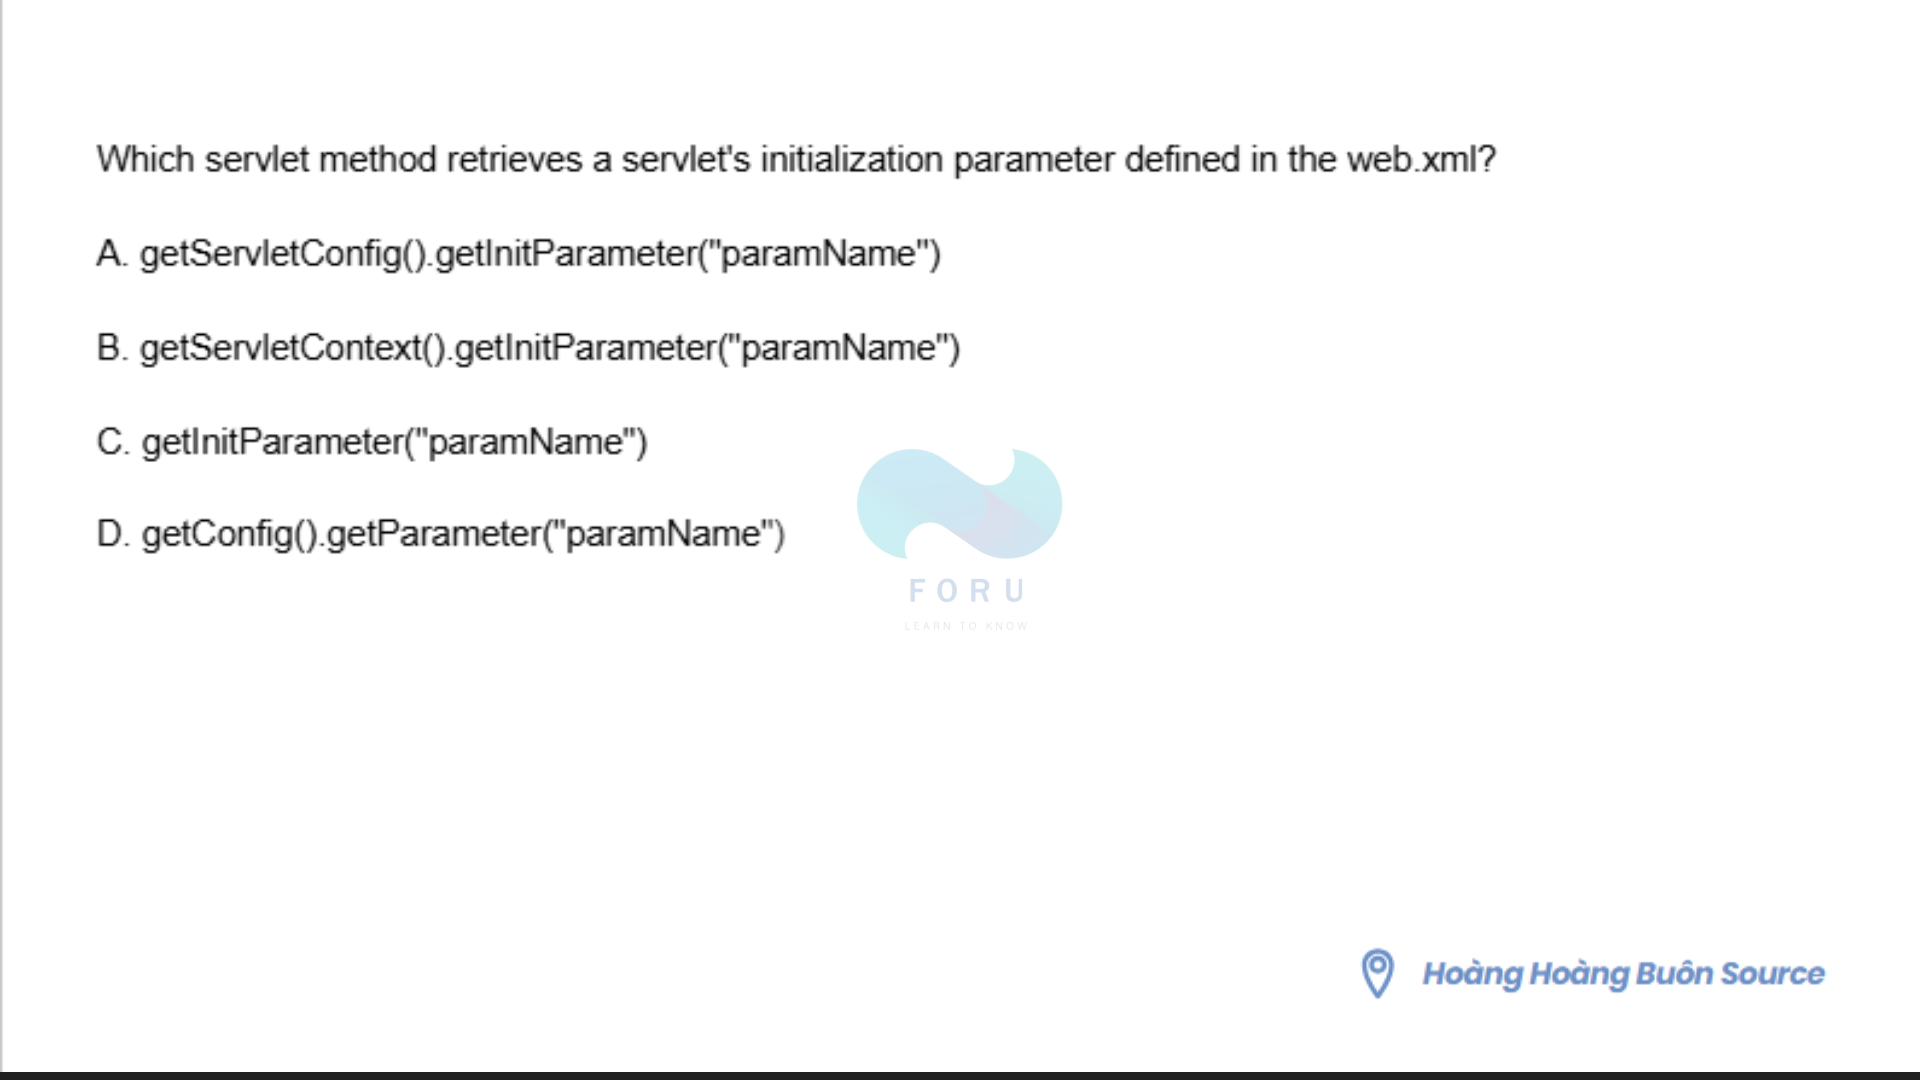 Which servlet method retrieves a servlet's initialization parameter defined in the web.xml?
A. getServletConfig().getInitParameter("paramName")
B. getServletContext().getInitParameter("paramName")
C. getInitParameter("paramName")
D. getConfig().getParameter("paramName")
FORU
LEARN TO KNOW
Hoàng Hoàng Buôn Source